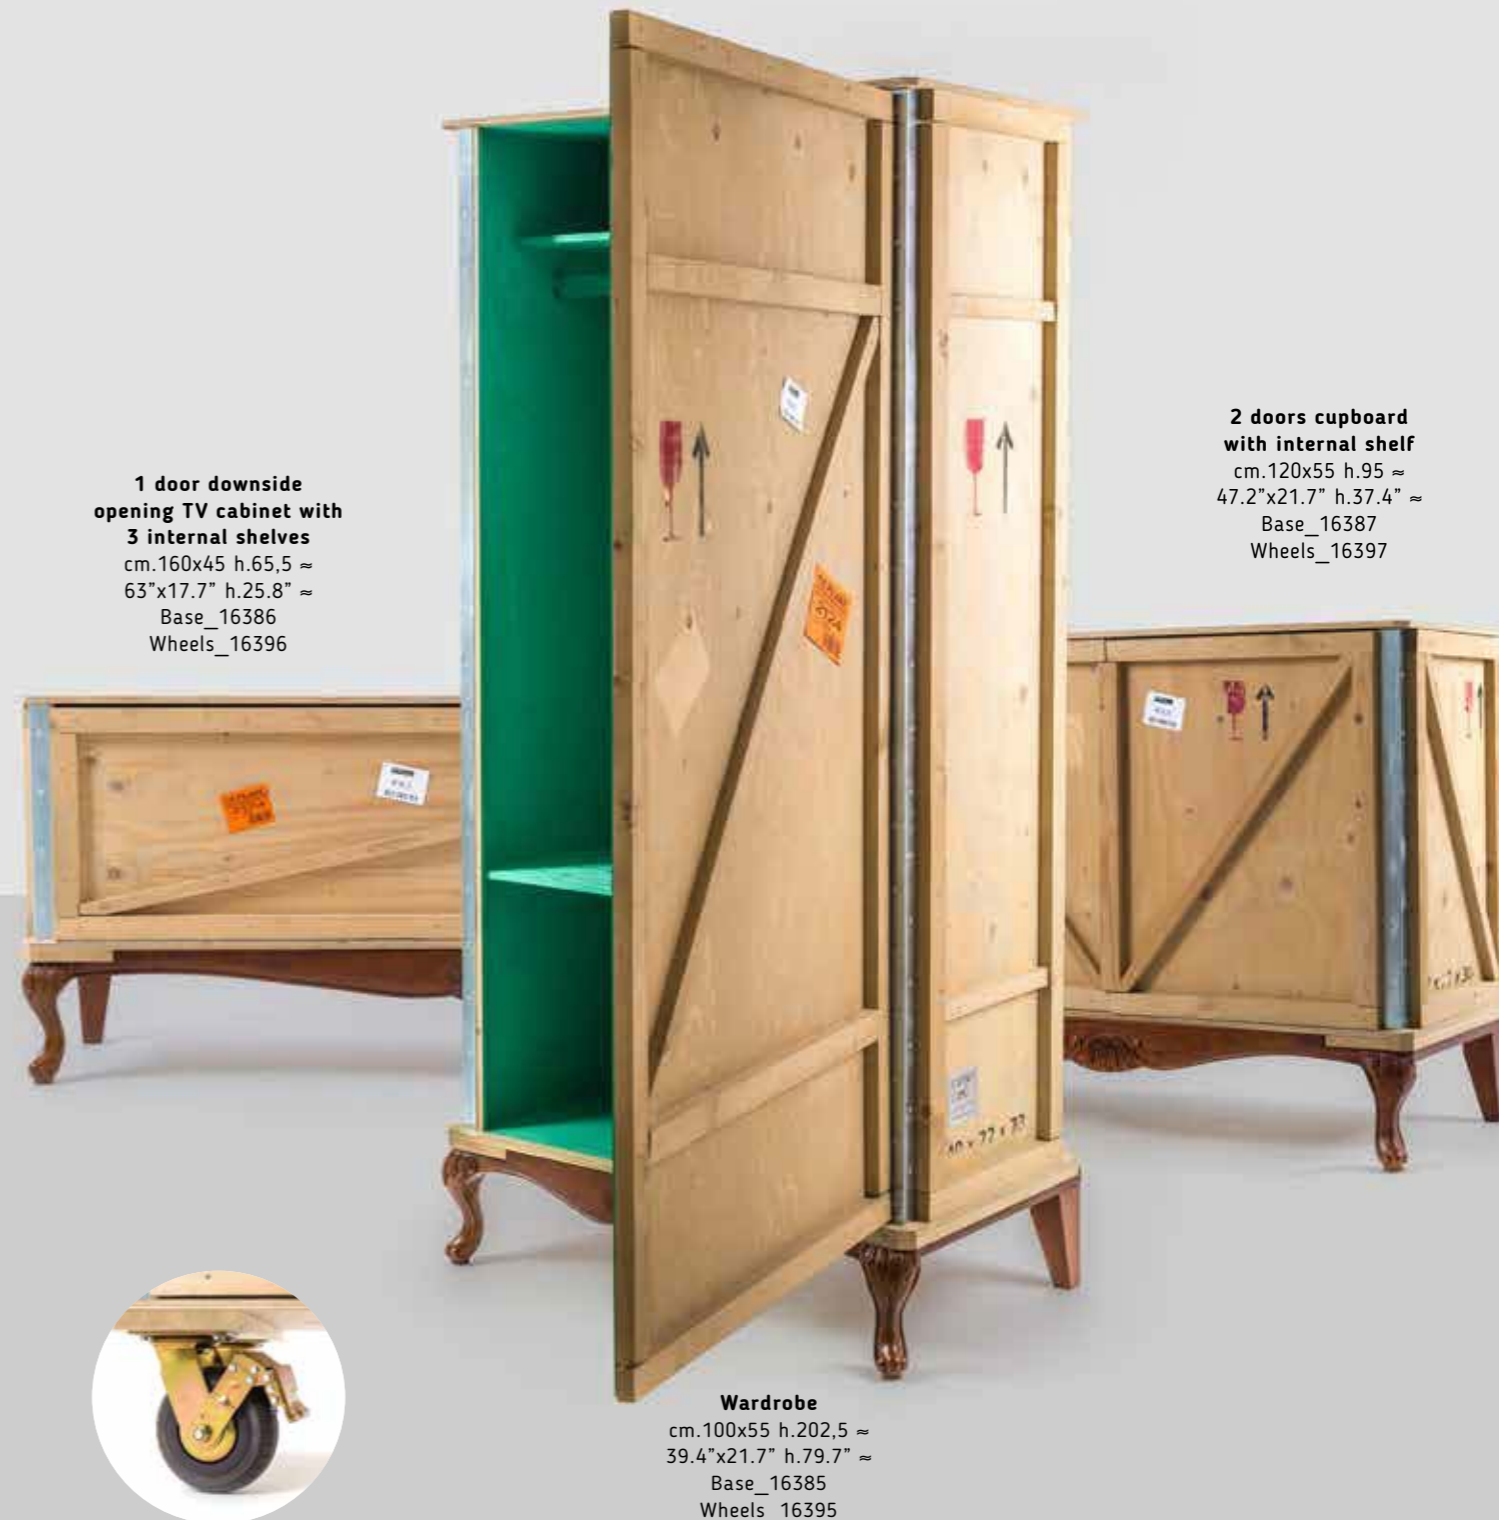 1 door downside
opening TV cabinet with
3 internal shelves
cm.160x45 h.65,5 ≈
63”x17.7” h.25.8” ≈
Base_16386
Wheels_16396
2 doors cupboard
with internal shelf
cm.120x55 h.95 ≈
47.2”x21.7” h.37.4” ≈
Base_16387
Wheels_16397
Wardrobe
cm.100x55 h.202,5 ≈
39.4”x21.7” h.79.7” ≈
Base_16385
Wheels_16395